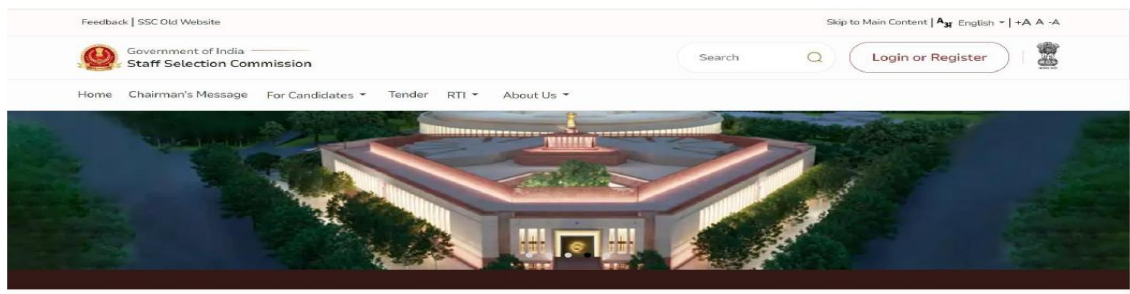 Feedback | SSC Old Website
Skip to Main Content | Aअ English | +A A -A
Government of India
Staff Selection Commission
Search
Login or Register
Home Chairman's Message For Candidates Tender RTI About Us